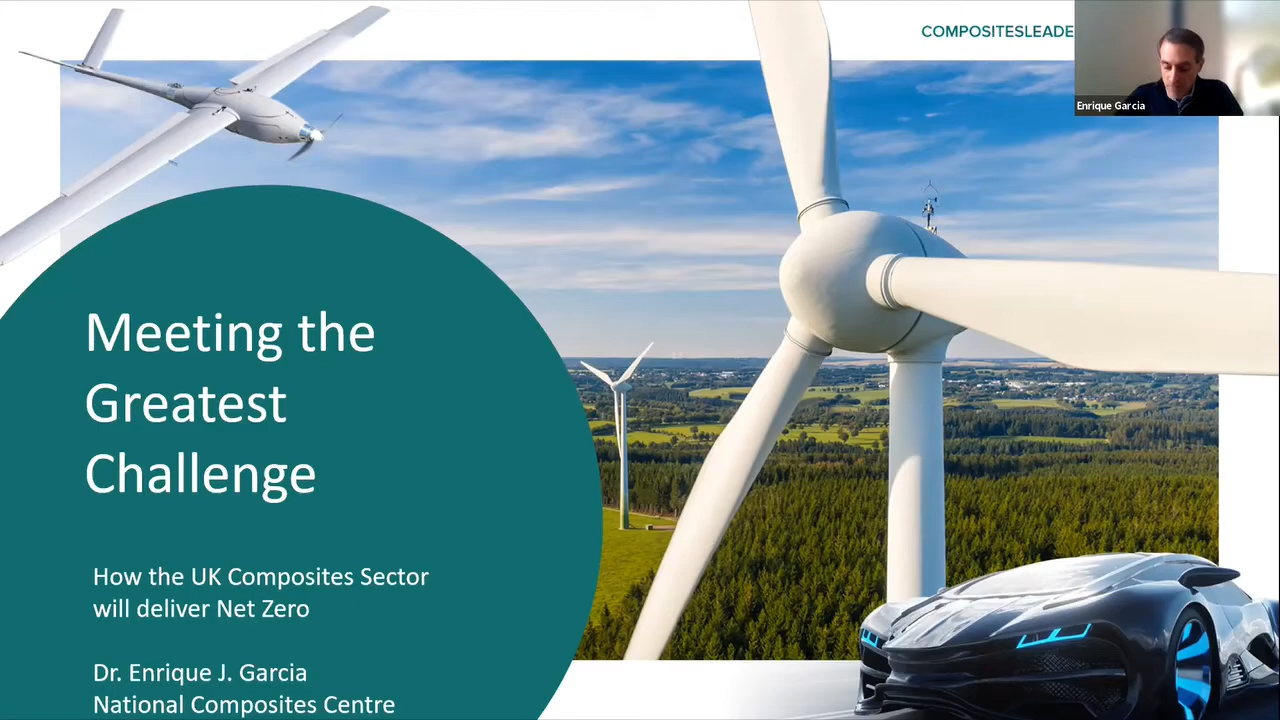 COMPOSITESLEADE
Enrique Garcia
Meeting the
Greatest
Challenge
How the UK Composites Sector
will deliver Net Zero
Dr. Enrique J. Garcia
National Composites Centre